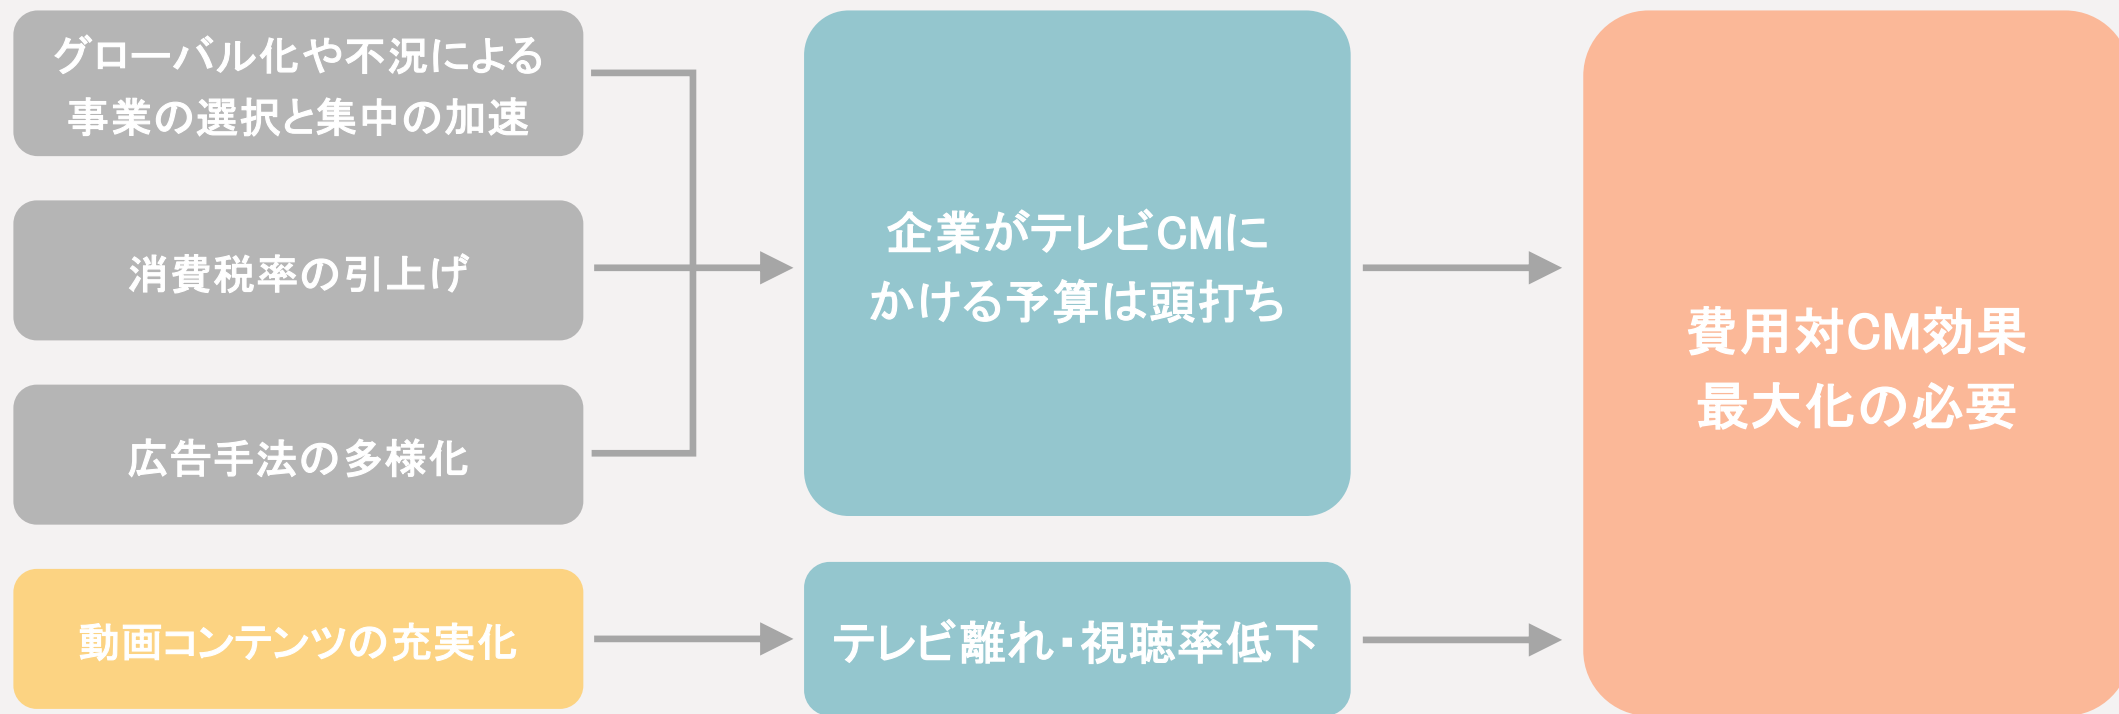 グローバル化や不況による
事業の選択と集中の加速
消費税率の引上げ
広告手法の多様化
動画コンテンツの充実化
企業がテレビCMに
かける予算は頭打ち
テレビ離れ・視聴率低下
費用対CM効果
最大化の必要